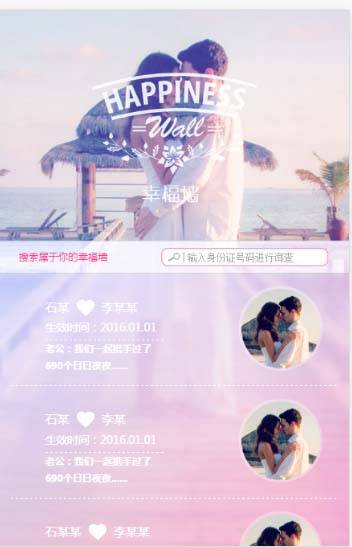 HAPPINESS
Wall
幸福墙
搜索属于你的幸福墙
输入身份证号码进行询查
石某 李某某
生效时间：2016.01.01
老公：我们一起携手过了
690个日日夜夜......
石某 李某
生效时间：2016.01.01
老公：我们一起携手过了
690个日日夜夜......
石某某 李某某